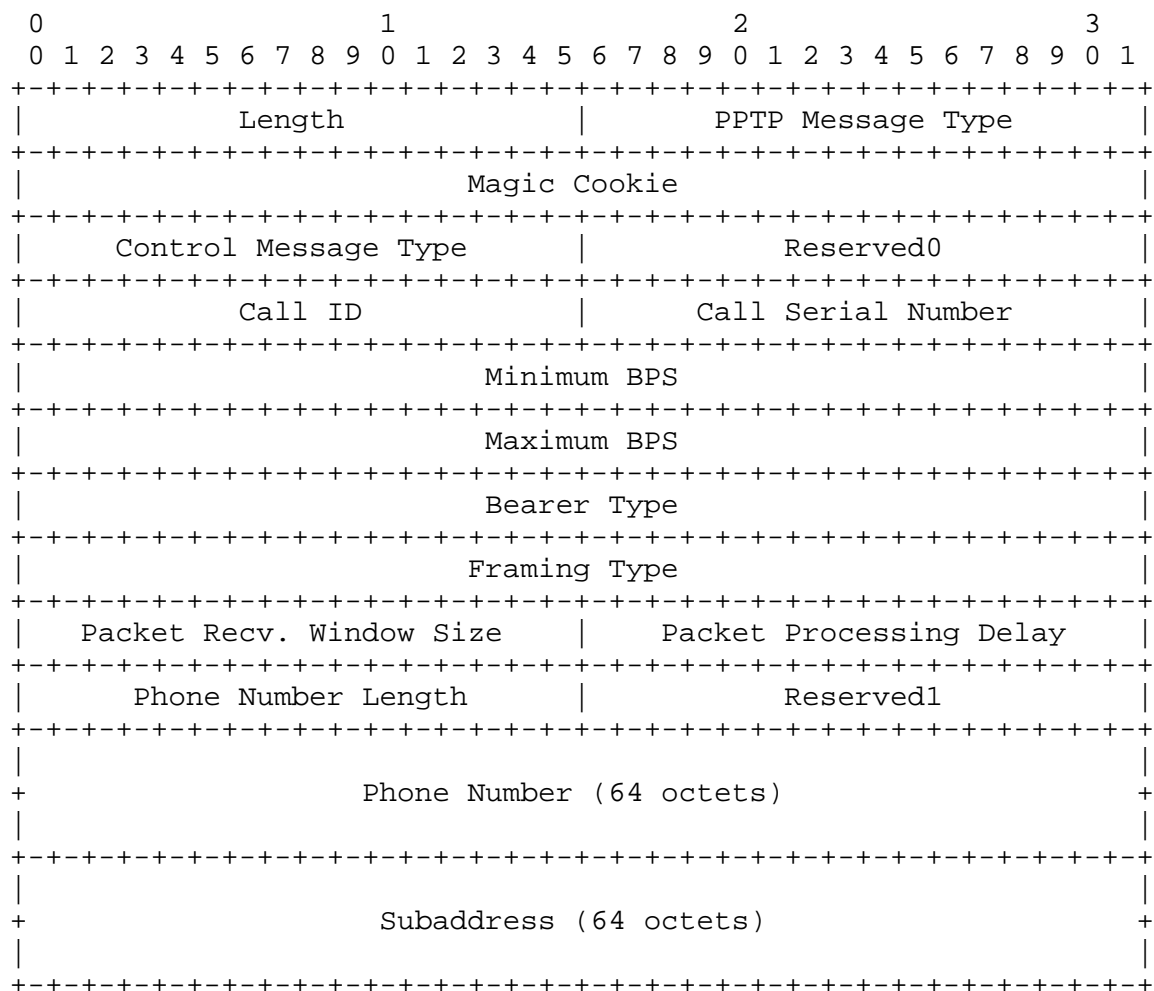 0                   1                   2                   3
 0 1 2 3 4 5 6 7 8 9 0 1 2 3 4 5 6 7 8 9 0 1 2 3 4 5 6 7 8 9 0 1
+-+-+-+-+-+-+-+-+-+-+-+-+-+-+-+-+-+-+-+-+-+-+-+-+-+-+-+-+-+-+-+-+
|            Length             |       PPTP Message Type       |
+-+-+-+-+-+-+-+-+-+-+-+-+-+-+-+-+-+-+-+-+-+-+-+-+-+-+-+-+-+-+-+-+
|                         Magic Cookie                          |
+-+-+-+-+-+-+-+-+-+-+-+-+-+-+-+-+-+-+-+-+-+-+-+-+-+-+-+-+-+-+-+-+
|     Control Message Type      |           Reserved0           |
+-+-+-+-+-+-+-+-+-+-+-+-+-+-+-+-+-+-+-+-+-+-+-+-+-+-+-+-+-+-+-+-+
|            Call ID            |      Call Serial Number       |
+-+-+-+-+-+-+-+-+-+-+-+-+-+-+-+-+-+-+-+-+-+-+-+-+-+-+-+-+-+-+-+-+
|                          Minimum BPS                          |
+-+-+-+-+-+-+-+-+-+-+-+-+-+-+-+-+-+-+-+-+-+-+-+-+-+-+-+-+-+-+-+-+
|                          Maximum BPS                          |
+-+-+-+-+-+-+-+-+-+-+-+-+-+-+-+-+-+-+-+-+-+-+-+-+-+-+-+-+-+-+-+-+
|                          Bearer Type                          |
+-+-+-+-+-+-+-+-+-+-+-+-+-+-+-+-+-+-+-+-+-+-+-+-+-+-+-+-+-+-+-+-+
|                         Framing Type                          |
+-+-+-+-+-+-+-+-+-+-+-+-+-+-+-+-+-+-+-+-+-+-+-+-+-+-+-+-+-+-+-+-+
|   Packet Recv. Window Size    |    Packet Processing Delay    |
+-+-+-+-+-+-+-+-+-+-+-+-+-+-+-+-+-+-+-+-+-+-+-+-+-+-+-+-+-+-+-+-+
|      Phone Number Length      |           Reserved1           |
+-+-+-+-+-+-+-+-+-+-+-+-+-+-+-+-+-+-+-+-+-+-+-+-+-+-+-+-+-+-+-+-+
|                                                               |
+                   Phone Number (64 octets)                    +
|                                                               |
+-+-+-+-+-+-+-+-+-+-+-+-+-+-+-+-+-+-+-+-+-+-+-+-+-+-+-+-+-+-+-+-+
|                                                               |
+                    Subaddress (64 octets)                     +
|                                                               |
+-+-+-+-+-+-+-+-+-+-+-+-+-+-+-+-+-+-+-+-+-+-+-+-+-+-+-+-+-+-+-+-+